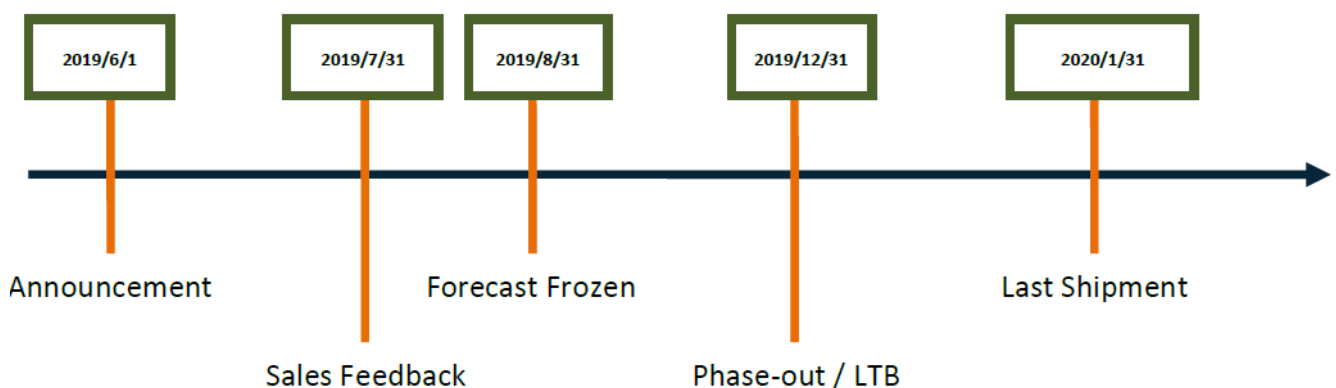 2019/6/1
2019/7/31
2019/8/31
2019/12/31
2020/1/31
Announcement
Forecast Frozen
Last Shipment
Sales Feedback
Phase-out / LTB